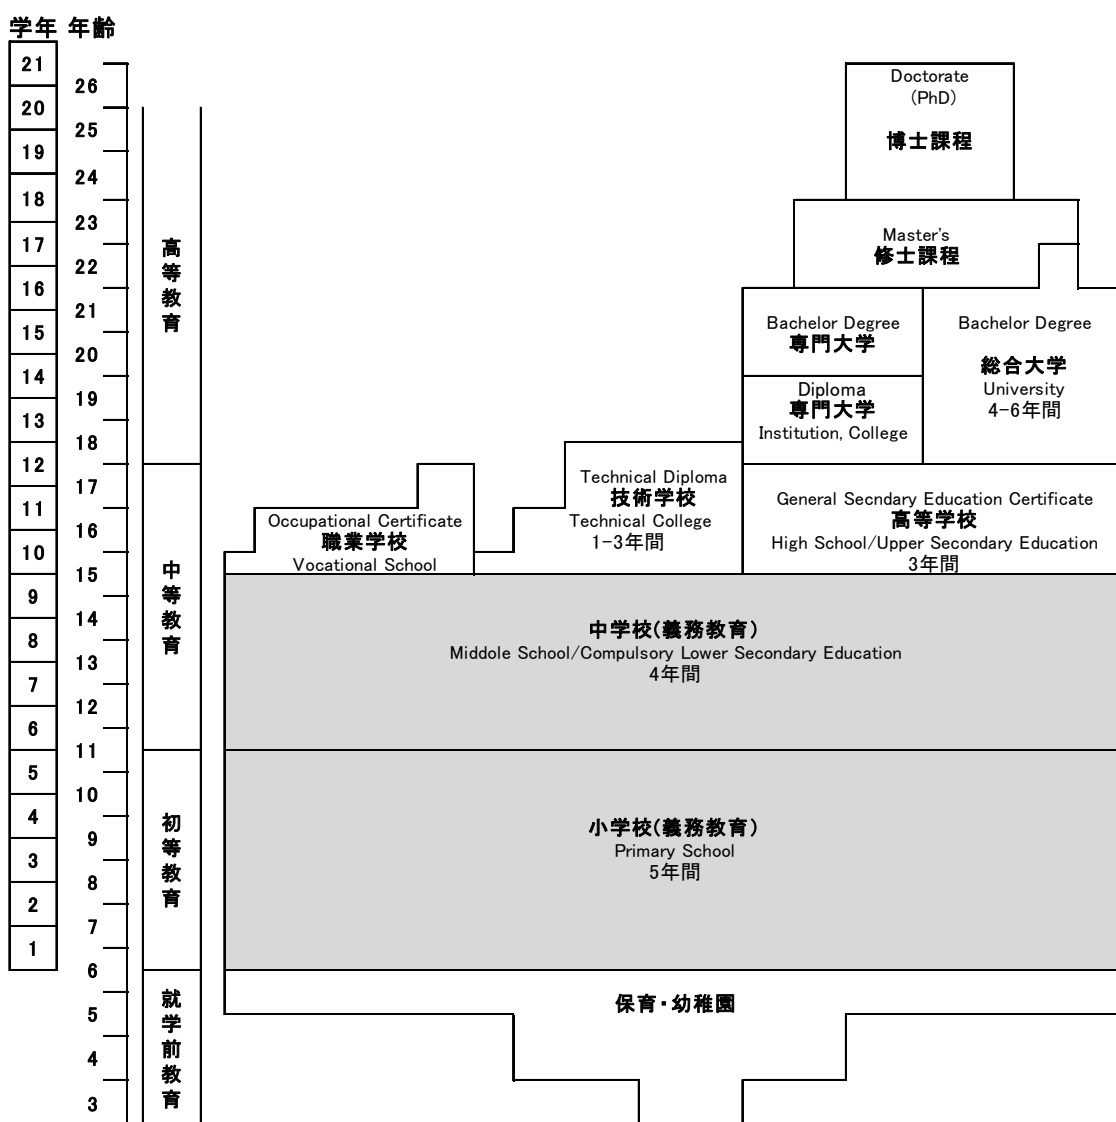 学年 年齢
21
20
19
18
17
16
15
14
13
12
11
10
9
8
7
6
5
4
3
2
1
26
25
24
23
22
21
20
19
18
17
16
15
14
13
12
11
10
9
8
7
6
5
4
3
高等教育
中等教育
初等教育
就学前教育
Doctorate
(PhD)
博士課程
Master's
修士課程
Bachelor Degree
専門大学
Diploma
専門大学
Institution, College
Bachelor Degree
総合大学
University
4-6年間
Occupational Certificate
職業学校
Vocational School
Technical Diploma
技術学校
Technical College
1-3年間
General Secndary Education Certificate
高等学校
High School/Upper Secondary Education
3年間
中学校(義務教育)
Middole School/Compulsory Lower Secondary Education
4年間
小学校(義務教育)
Primary School
5年間
保育・幼稚園